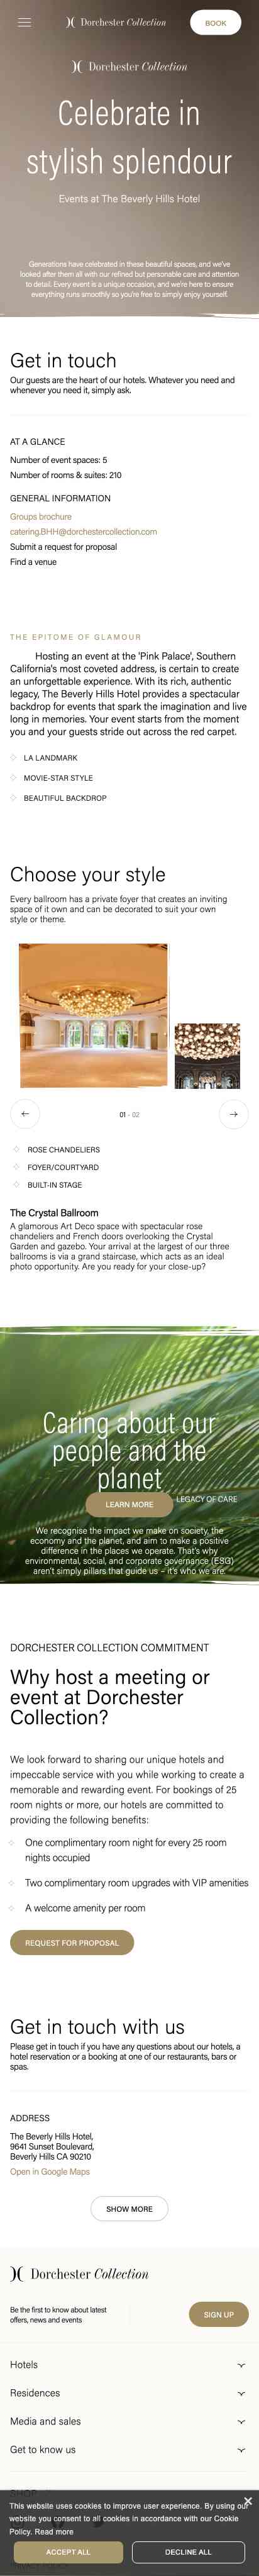 Dorchester Collection
BOOK
Dorchester Collection
Celebrate in
stylish splendour
Events at The Beverly Hills Hotel
Generations have celebrated in these beautiful spaces, and we've
looked after them all with our refined but personable care and attention
to detail. Every event is a unique occasion, and we're here to ensure
everything runs smoothly so you're free to simply enjoy yourself.
Get in touch
Our guests are the heart of our hotels. Whatever you need and
whenever you need it, simply ask.
AT A GLANCE
Number of event spaces: 5
Number of rooms & suites: 210
GENERAL INFORMATION
Groups brochure
catering.BHH@dorchestercollection.com
Submit a request for proposal
Find a venue
THE EPITOME OF GLAMOUR
Hosting an event at the 'Pink Palace', Southern
California's most coveted address, is certain to create
an unforgettable experience. With its rich, authentic
legacy, The Beverly Hills Hotel provides a spectacular
backdrop for events that spark the imagination and live
long in memories. Your event starts from the moment
you and your guests stride out across the red carpet.
LA LANDMARK
MOVIE-STAR STYLE
BEAUTIFUL BACKDROP
Choose your style
Every ballroom has a private foyer that creates an inviting
space of it own and can be decorated to suit your own
style or theme.
01 - 02
ROSE CHANDELIERS
FOYER/COURTYARD
BUILT-IN STAGE
The Crystal Ballroom
A glamorous Art Deco space with spectacular rose
chandeliers and French doors overlooking the Crystal
Garden and gazebo. Your arrival at the largest of our three
ballrooms is via a grand staircase, which acts as an ideal
photo opportunity. Are you ready for your close-up?
Caring about our
people and the
planet
LEARN MORE
LEGACY OF CARE
We recognise the impact we make on society, the
economy and the planet, and aim to make a positive
difference in the places we operate. That's why
environmental, social, and corporate governance (ESG)
aren't simply pillars that guide us – it's who we are.
DORCHESTER COLLECTION COMMITMENT
Why host a meeting or
event at Dorchester
Collection?
We look forward to sharing our unique hotels and
impeccable service with you while working to create a
memorable and rewarding event. For bookings of 25
room nights or more, our hotels are committed to
providing the following benefits:
One complimentary room night for every 25 room
nights occupied
Two complimentary room upgrades with VIP amenities
A welcome amenity per room
REQUEST FOR PROPOSAL
Get in touch with us
Please get in touch if you have any questions about our hotels, a
hotel reservation or a booking at one of our restaurants, bars or
spas.
ADDRESS
The Beverly Hills Hotel,
9641 Sunset Boulevard,
Beverly Hills CA 90210
Open in Google Maps
SHOW MORE
Dorchester Collection
Be the first to know about latest
offers, news and events
SIGN UP
Hotels
Residences
Media and sales
Get to know us
SHOP
This website uses cookies to improve user experience. By using our
website you consent to all cookies in accordance with our Cookie
Policy. Read more
ACCEPT ALL
DECLINE ALL